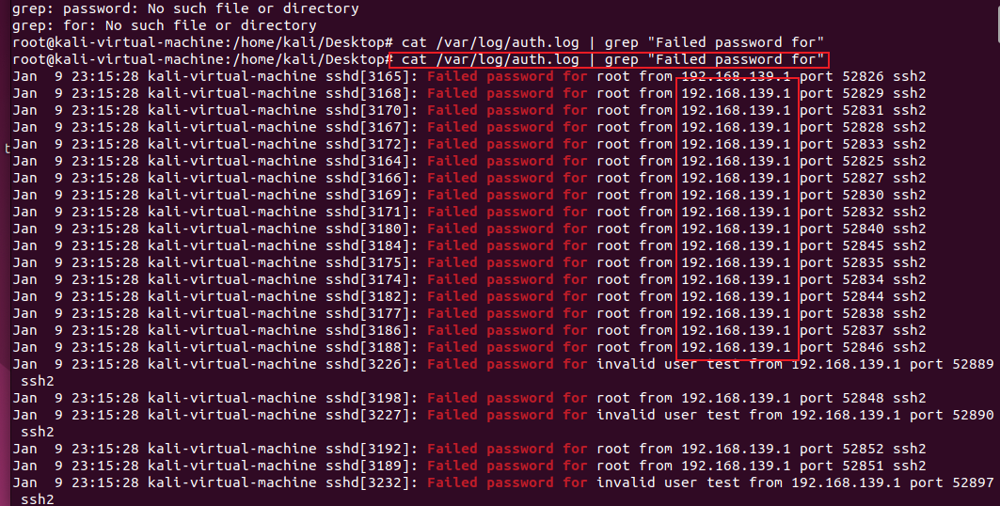 grep: password: No such file or directory
grep: for: No such file or directory
root@kali-virtual-machine:/home/kali/Desktop# cat /var/log/auth.log | grep "Failed password for"
root@kali-virtual-machine:/home/kali/Desktop# cat /var/log/auth.log | grep "Failed password for"
Jan  9 23:15:28 kali-virtual-machine sshd[3165]: Failed password for root from 192.168.139.1 port 52826 ssh2
Jan  9 23:15:28 kali-virtual-machine sshd[3168]: Failed password for root from 192.168.139.1 port 52829 ssh2
Jan  9 23:15:28 kali-virtual-machine sshd[3170]: Failed password for root from 192.168.139.1 port 52831 ssh2
Jan  9 23:15:28 kali-virtual-machine sshd[3167]: Failed password for root from 192.168.139.1 port 52828 ssh2
Jan  9 23:15:28 kali-virtual-machine sshd[3172]: Failed password for root from 192.168.139.1 port 52833 ssh2
Jan  9 23:15:28 kali-virtual-machine sshd[3164]: Failed password for root from 192.168.139.1 port 52825 ssh2
Jan  9 23:15:28 kali-virtual-machine sshd[3166]: Failed password for root from 192.168.139.1 port 52827 ssh2
Jan  9 23:15:28 kali-virtual-machine sshd[3169]: Failed password for root from 192.168.139.1 port 52830 ssh2
Jan  9 23:15:28 kali-virtual-machine sshd[3171]: Failed password for root from 192.168.139.1 port 52832 ssh2
Jan  9 23:15:28 kali-virtual-machine sshd[3180]: Failed password for root from 192.168.139.1 port 52840 ssh2
Jan  9 23:15:28 kali-virtual-machine sshd[3184]: Failed password for root from 192.168.139.1 port 52845 ssh2
Jan  9 23:15:28 kali-virtual-machine sshd[3175]: Failed password for root from 192.168.139.1 port 52835 ssh2
Jan  9 23:15:28 kali-virtual-machine sshd[3174]: Failed password for root from 192.168.139.1 port 52834 ssh2
Jan  9 23:15:28 kali-virtual-machine sshd[3182]: Failed password for root from 192.168.139.1 port 52844 ssh2
Jan  9 23:15:28 kali-virtual-machine sshd[3177]: Failed password for root from 192.168.139.1 port 52838 ssh2
Jan  9 23:15:28 kali-virtual-machine sshd[3186]: Failed password for root from 192.168.139.1 port 52837 ssh2
Jan  9 23:15:28 kali-virtual-machine sshd[3188]: Failed password for root from 192.168.139.1 port 52846 ssh2
Jan  9 23:15:28 kali-virtual-machine sshd[3226]: Failed password for invalid user test from 192.168.139.1 port 52889
 ssh2
Jan  9 23:15:28 kali-virtual-machine sshd[3198]: Failed password for root from 192.168.139.1 port 52848 ssh2
Jan  9 23:15:28 kali-virtual-machine sshd[3227]: Failed password for invalid user test from 192.168.139.1 port 52890
 ssh2
Jan  9 23:15:28 kali-virtual-machine sshd[3192]: Failed password for root from 192.168.139.1 port 52852 ssh2
Jan  9 23:15:28 kali-virtual-machine sshd[3189]: Failed password for root from 192.168.139.1 port 52851 ssh2
Jan  9 23:15:28 kali-virtual-machine sshd[3232]: Failed password for invalid user test from 192.168.139.1 port 52897
 ssh2